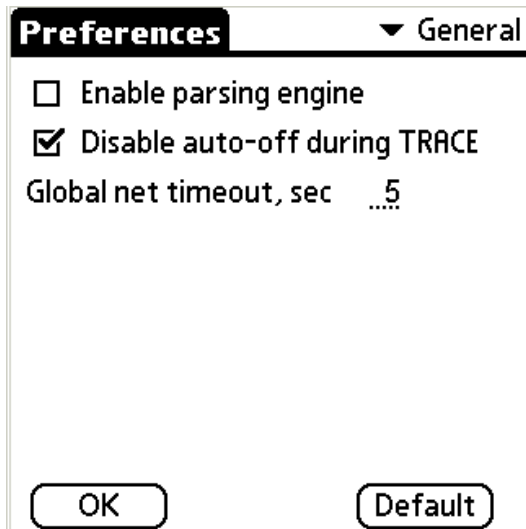 Preferences General
Enable parsing engine
Disable auto-off during TRACE
Global net timeout, sec 5
OK Default